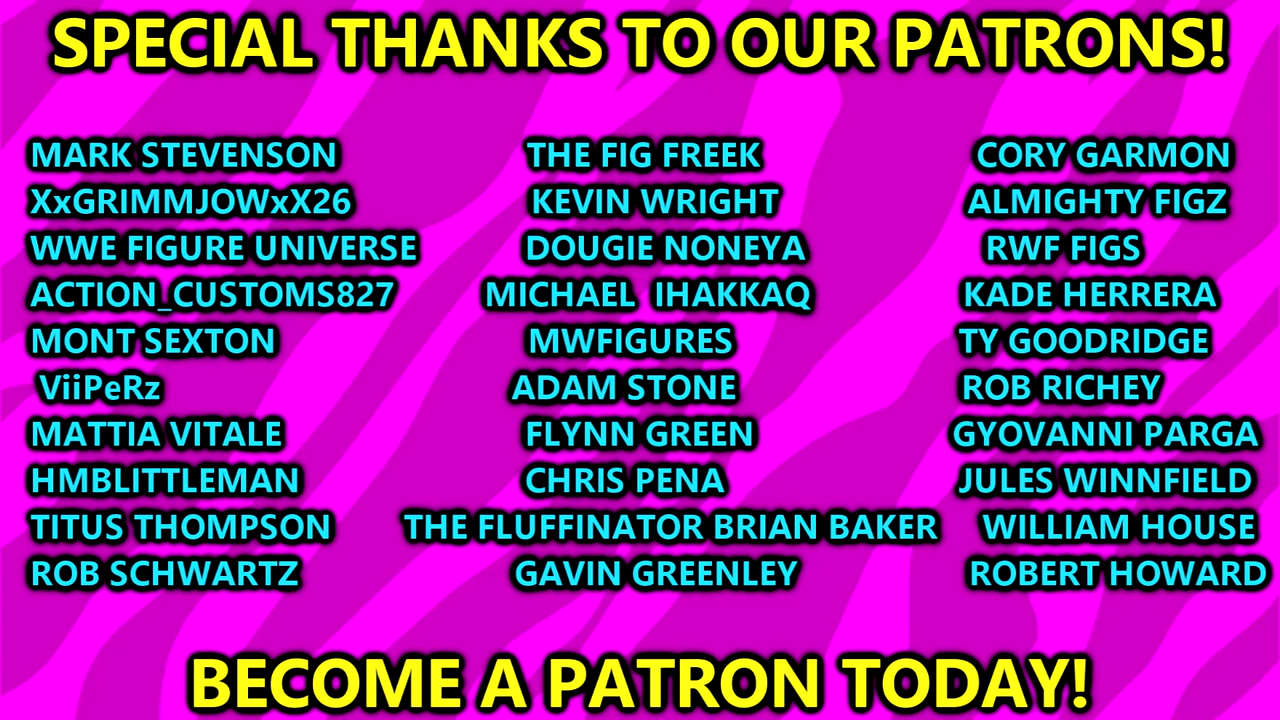 SPECIAL THANKS TO OUR PATRONS!
MARK STEVENSON THE FIG FREEK CORY GARMON
XxGRIMMJOWxX26 KEVIN WRIGHT ALMIGHTY FIGZ
WWE FIGURE UNIVERSE DOUGIE NONEYA RWF FIGS
ACTION_CUSTOMS827 MICHAEL IHAKKAQ KADE HERRERA
MONT SEXTON MWFIGURES TY GOODRIDGE
ViiPeRz ADAM STONE ROB RICHEY
MATTIA VITALE FLYNN GREEN GYOVANNI PARGA
HMBLITTLEMAN CHRIS PENA JULES WINNFIELD
TITUS THOMPSON THE FLUFFINATOR BRIAN BAKER WILLIAM HOUSE
ROB SCHWARTZ GAVIN GREENLEY ROBERT HOWARD
BECOME A PATRON TODAY!